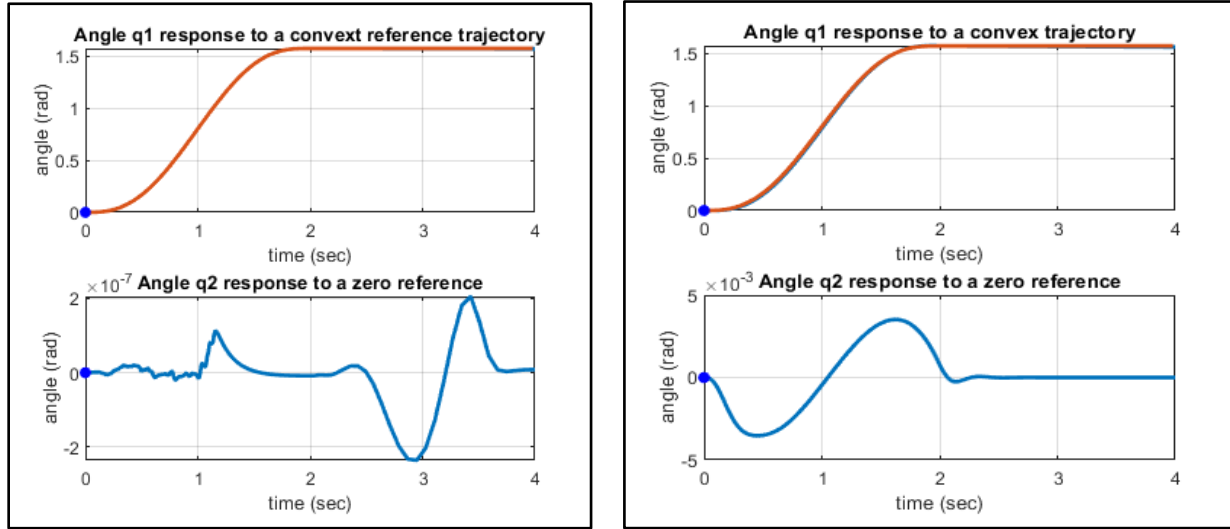 Angle q1 response to a convext reference trajectory
1.5
1
0.5
0
angle (rad)
0 1 2 3 4
time (sec)
×10⁻⁷ Angle q2 response to a zero reference
2
0
-2
angle (rad)
0 1 2 3 4
time (sec)
Angle q1 response to a convex trajectory
1.5
1
0.5
0
angle (rad)
0 1 2 3 4
time (sec)
×10⁻³ Angle q2 response to a zero reference
5
0
-5
angle (rad)
0 1 2 3 4
time (sec)